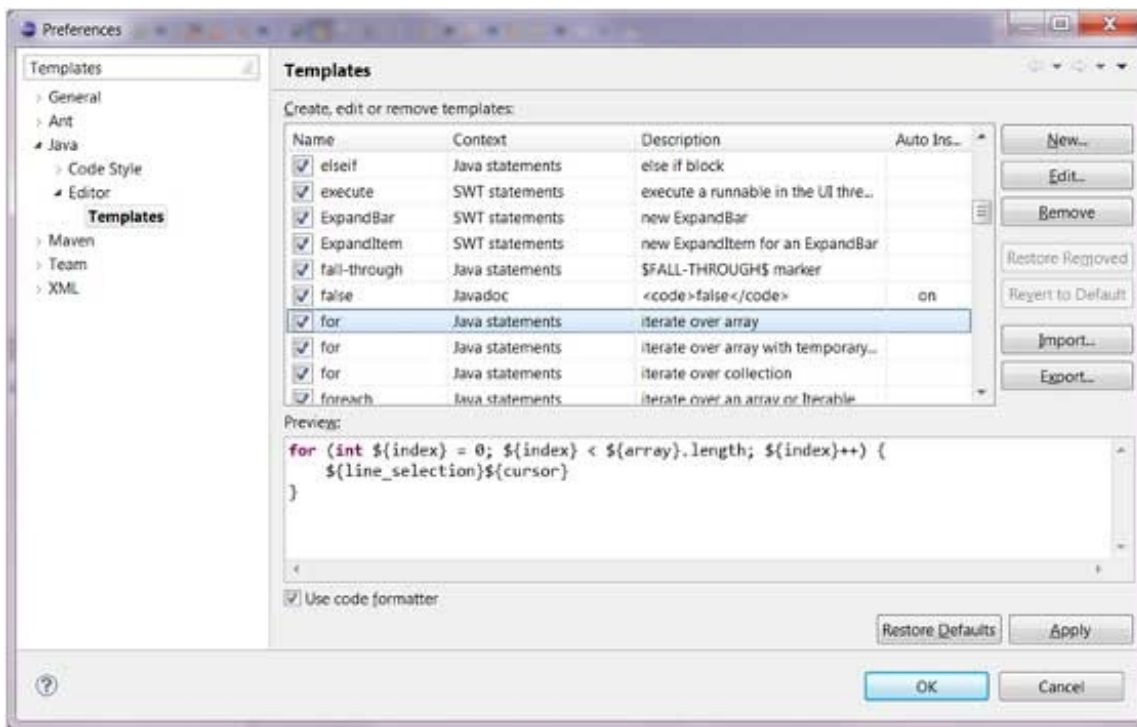 Preferences
Templates
General
Ant
Java
Code Style
Editor
Templates
Maven
Team
XML
Templates
Create, edit or remove templates:
Name Context Description Auto Ins...
elseif Java statements else if block
execute SWT statements execute a runnable in the UI thre...
ExpandBar SWT statements new ExpandBar
ExpandItem SWT statements new ExpandItem for an ExpandBar
fall-through Java statements $FALL-THROUGH$ marker
false Javadoc <code>false</code> on
for Java statements iterate over array
for Java statements iterate over array with temporary...
for Java statements iterate over collection
foreach Java statements iterate over an array or Iterable
New...
Edit...
Remove
Restore Removed
Revert to Default
Import...
Export...
Preview:
for (int ${index} = 0; ${index} < ${array}.length; ${index}++) {
${line_selection}${cursor}
}
Use code formatter
Restore Defaults Apply
OK Cancel